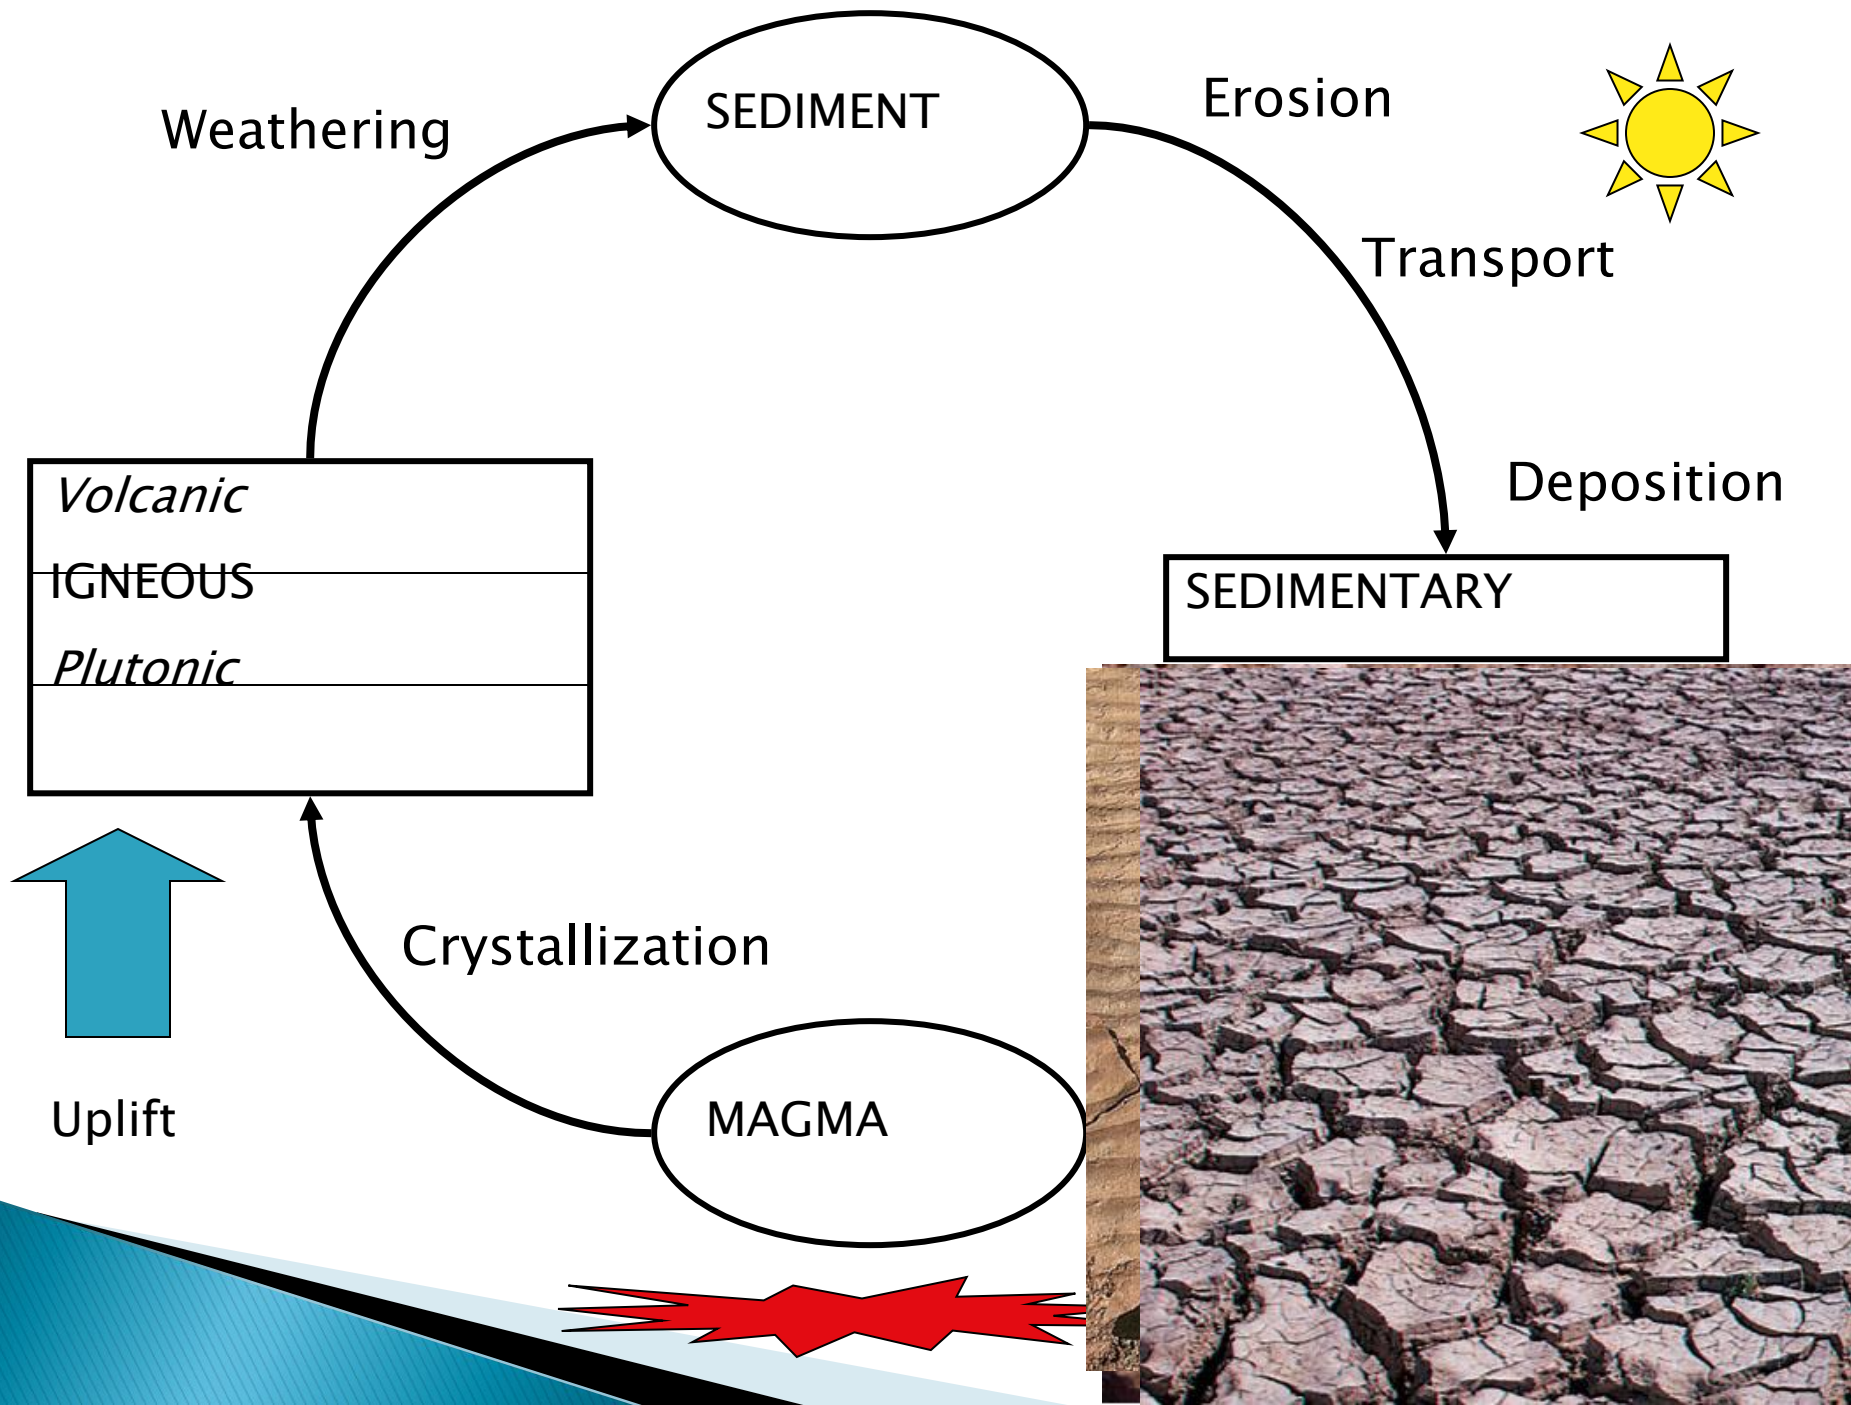 SEDIMENT
Erosion
Weathering
Transport
Volcanic
IGNEOUS
Plutonic
Deposition
SEDIMENTARY
Crystallization
Uplift
MAGMA